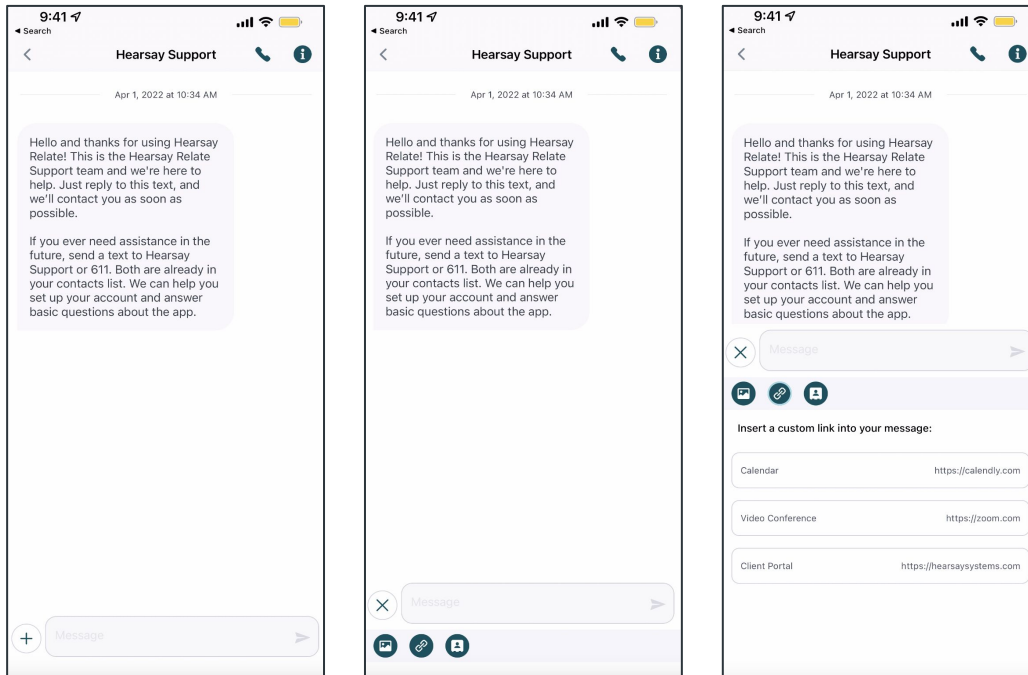 9:41
◄ Search
Hearsay Support
Apr 1, 2022 at 10:34 AM
Hello and thanks for using Hearsay
Relate! This is the Hearsay Relate
Support team and we're here to
help. Just reply to this text, and
we'll contact you as soon as
possible.
If you ever need assistance in the
future, send a text to Hearsay
Support or 611. Both are already in
your contacts list. We can help you
set up your account and answer
basic questions about the app.
Message
9:41
◄ Search
Hearsay Support
Apr 1, 2022 at 10:34 AM
Hello and thanks for using Hearsay
Relate! This is the Hearsay Relate
Support team and we're here to
help. Just reply to this text, and
we'll contact you as soon as
possible.
If you ever need assistance in the
future, send a text to Hearsay
Support or 611. Both are already in
your contacts list. We can help you
set up your account and answer
basic questions about the app.
Message
9:41
◄ Search
Hearsay Support
Apr 1, 2022 at 10:34 AM
Hello and thanks for using Hearsay
Relate! This is the Hearsay Relate
Support team and we're here to
help. Just reply to this text, and
we'll contact you as soon as
possible.
If you ever need assistance in the
future, send a text to Hearsay
Support or 611. Both are already in
your contacts list. We can help you
set up your account and answer
basic questions about the app.
Message
Insert a custom link into your message:
Calendar https://calendly.com
Video Conference https://zoom.com
Client Portal https://hearsaysystems.com